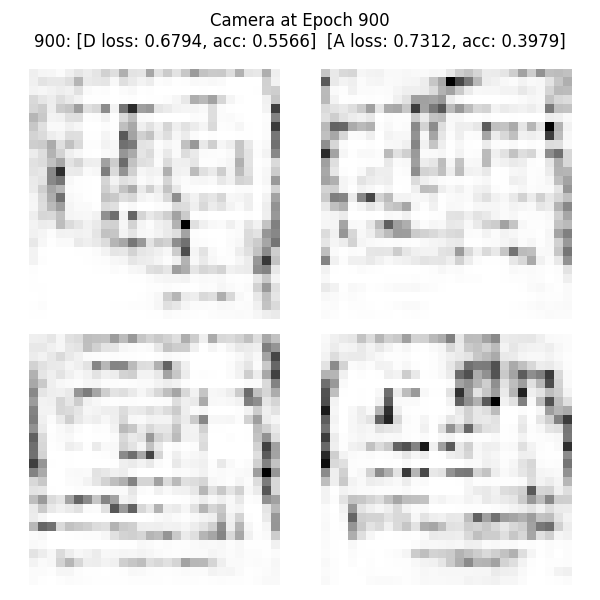 Camera at Epoch 900
900: [D loss: 0.6794, acc: 0.5566]  [A loss: 0.7312, acc: 0.3979]